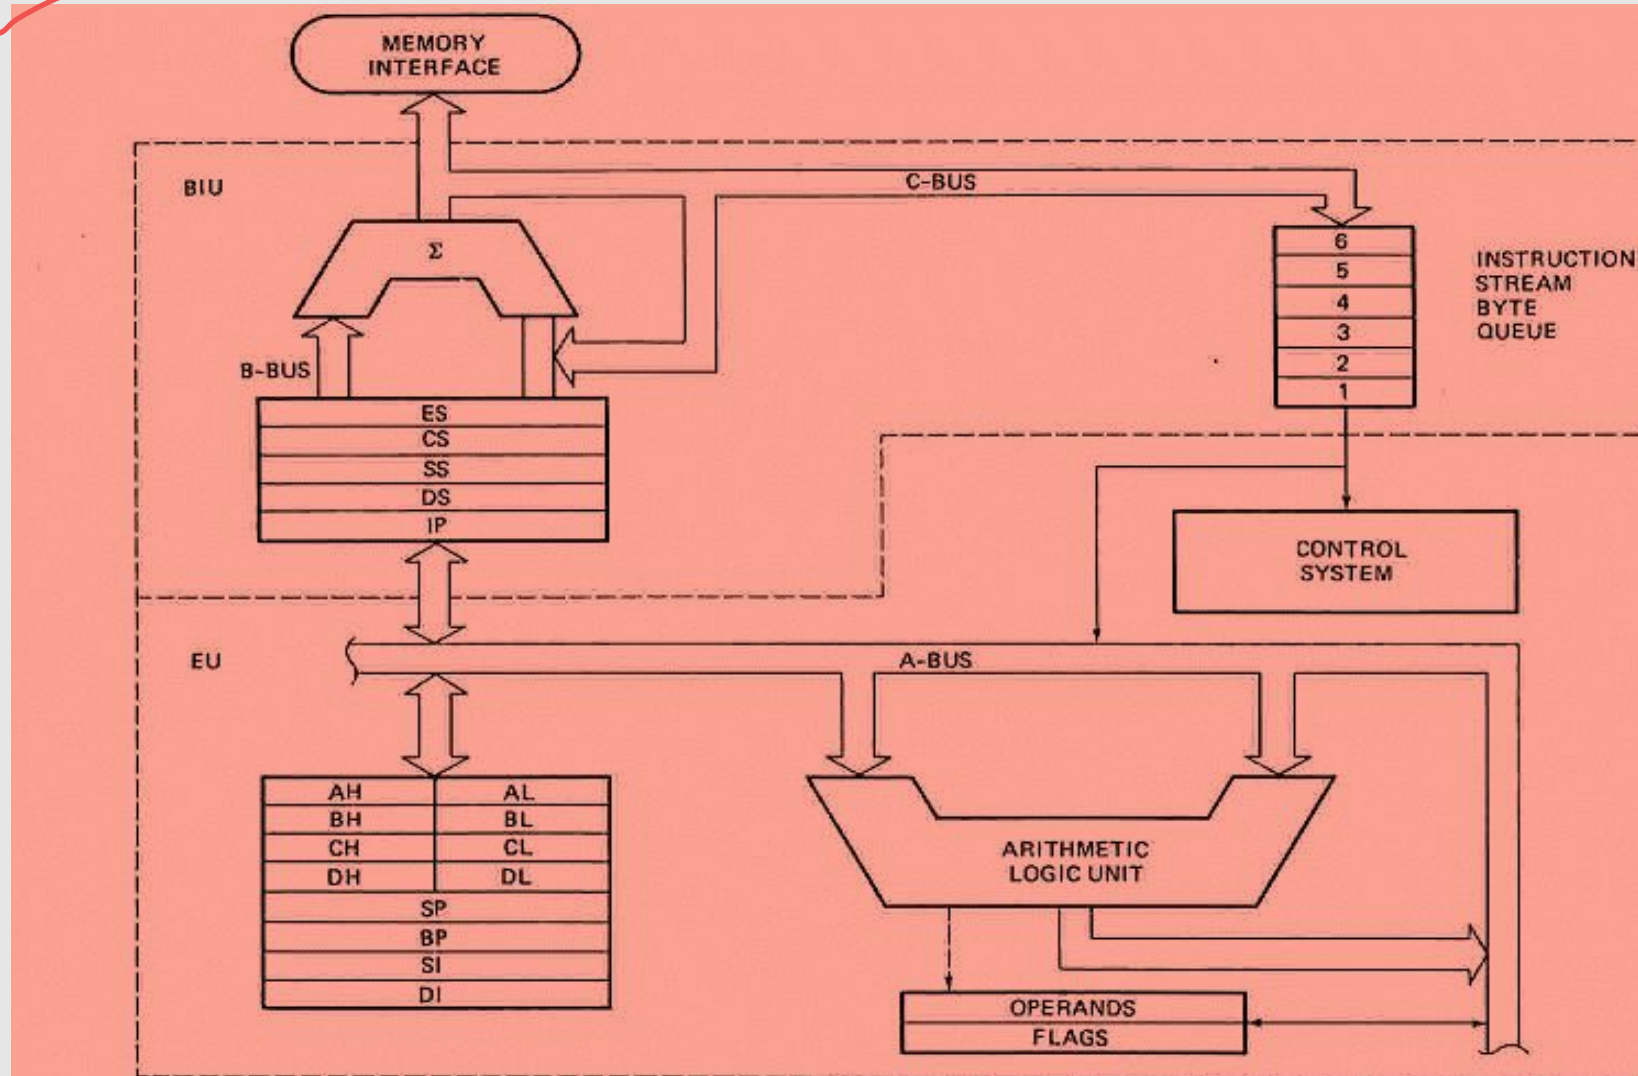 MEMORY
INTERFACE
BIU
C-BUS
Σ
6
5
4
3
2
1
INSTRUCTION
STREAM
BYTE
QUEUE
B-BUS
ES
CS
SS
DS
IP
CONTROL
SYSTEM
EU
A-BUS
AH AL
BH BL
CH CL
DH DL
SP
BP
SI
DI
ARITHMETIC
LOGIC UNIT
OPERANDS
FLAGS